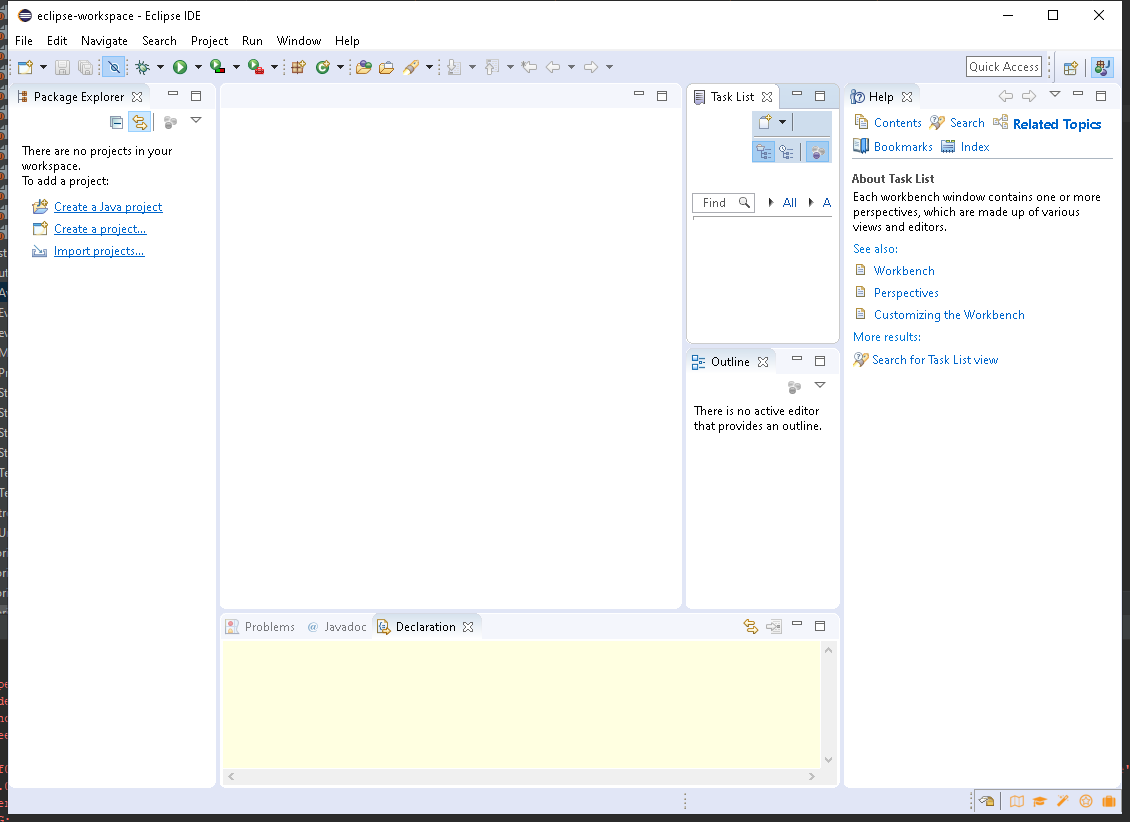 eclipse-workspace - Eclipse IDE
File Edit Navigate Search Project Run Window Help
Quick Access
Package Explorer
There are no projects in your
workspace.
To add a project:
Create a Java project
Create a project...
Import projects...
Task List
Find All A
Outline
There is no active editor
that provides an outline.
Help
Contents Search Related Topics
Bookmarks Index
About Task List
Each workbench window contains one or more
perspectives, which are made up of various
views and editors.
See also:
Workbench
Perspectives
Customizing the Workbench
More results:
Search for Task List view
Problems @ Javadoc Declaration